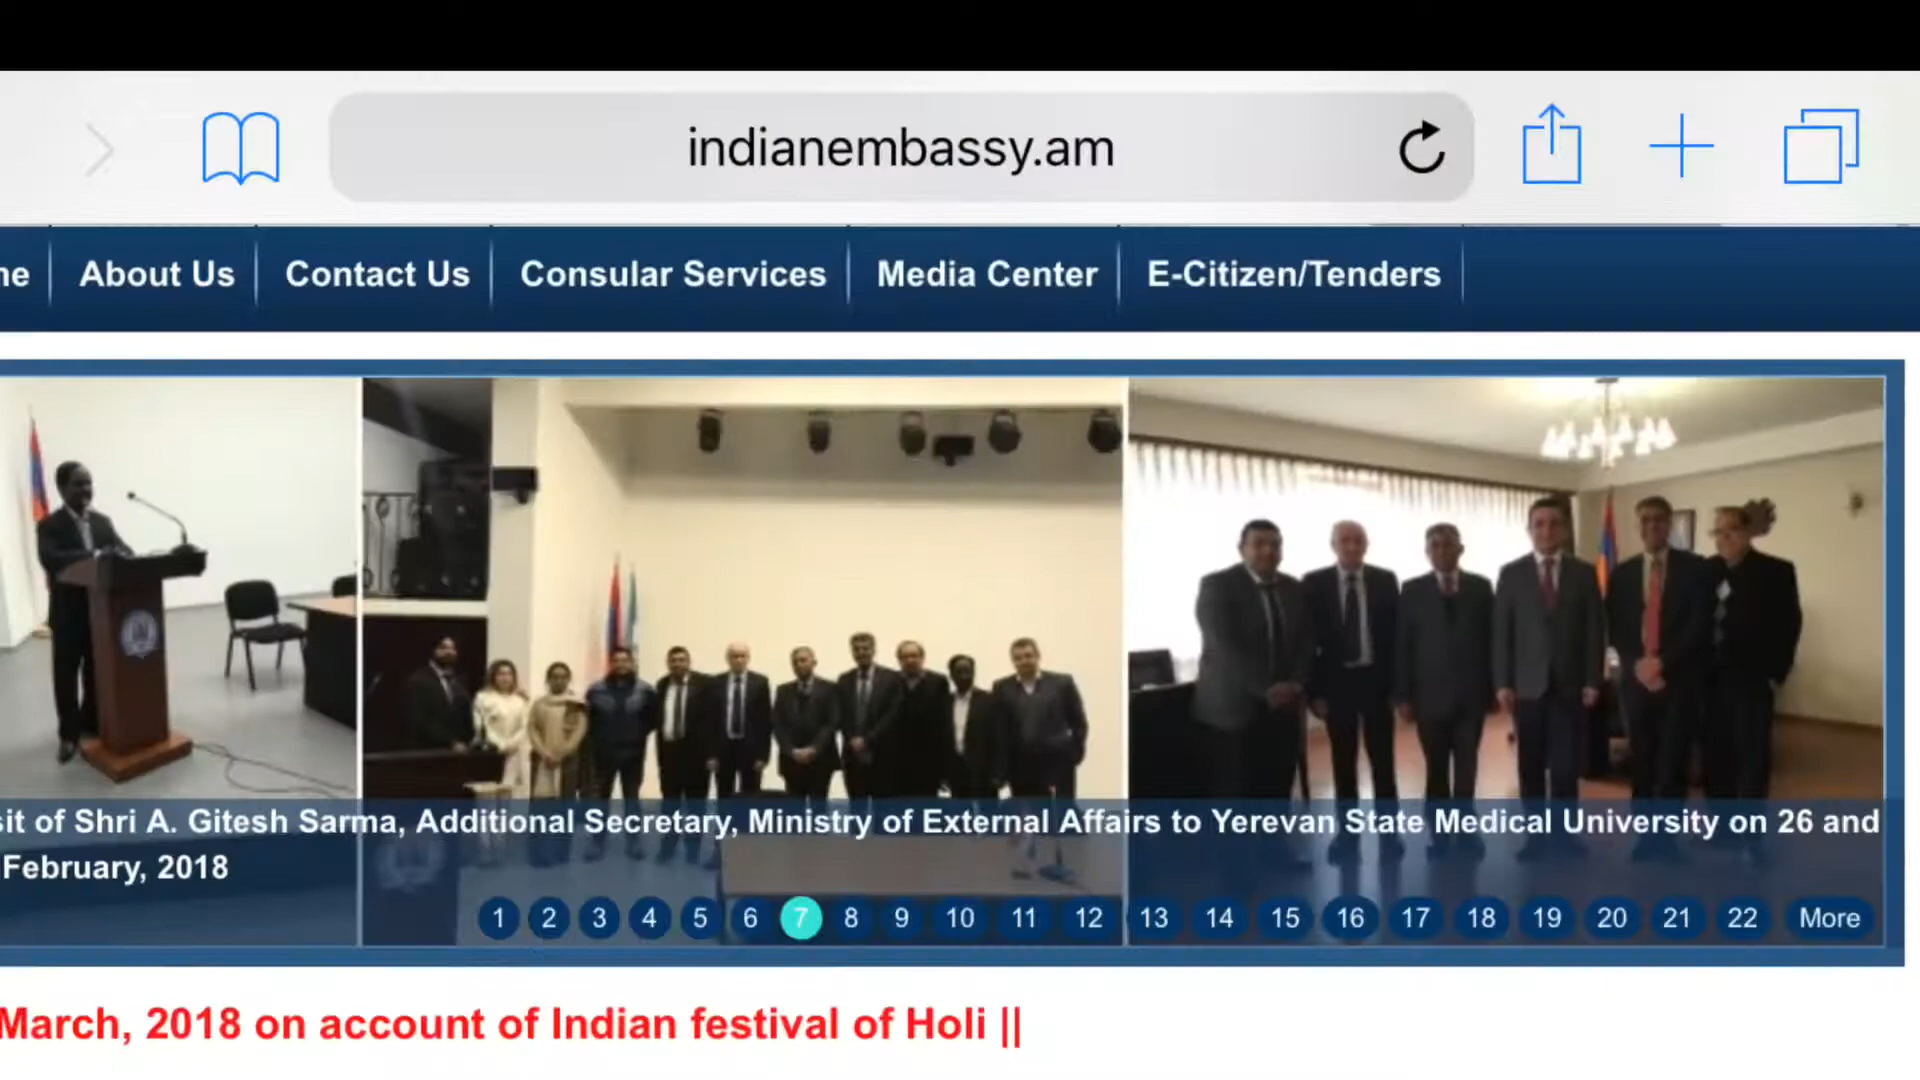 indianembassy.am
me About Us Contact Us Consular Services Media Center E-Citizen/Tenders
sit of Shri A. Gitesh Sarma, Additional Secretary, Ministry of External Affairs to Yerevan State Medical University on 26 and
February, 2018
1 2 3 4 5 6 7 8 9 10 11 12 13 14 15 16 17 18 19 20 21 22 More
March, 2018 on account of Indian festival of Holi ||